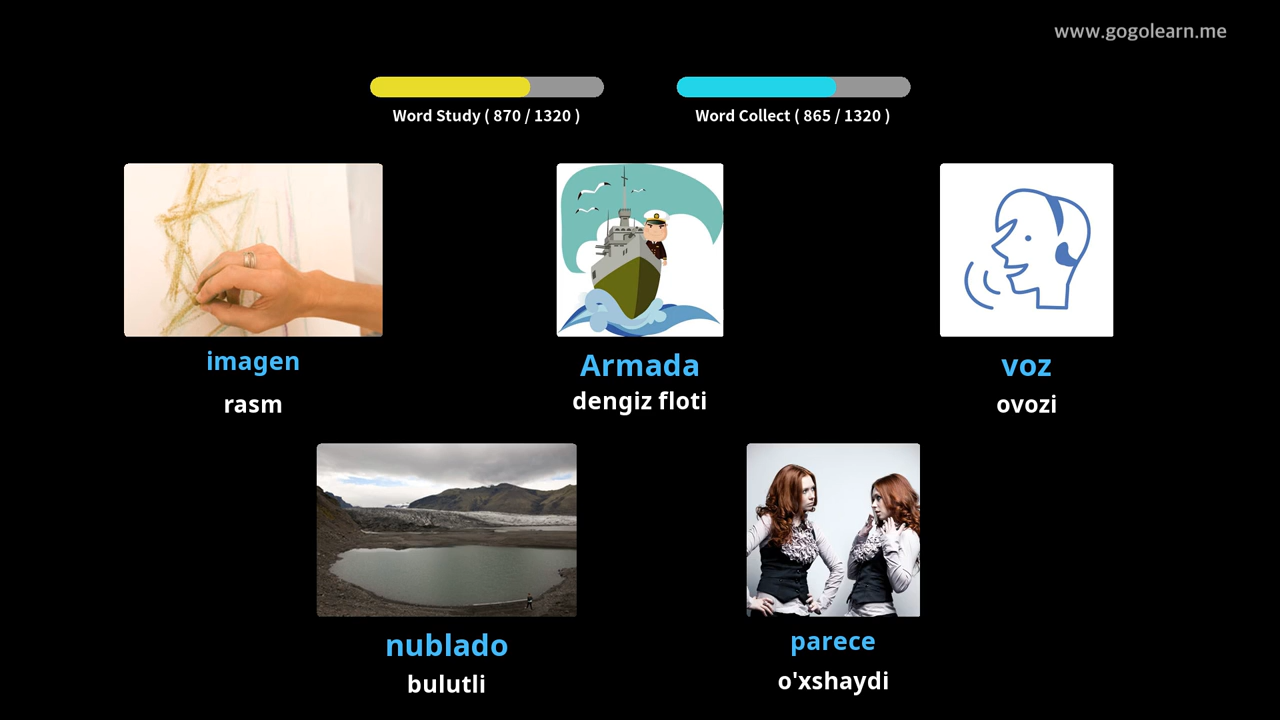 www.gogolearn.me
Word Study ( 870 / 1320 )
Word Collect ( 865 / 1320 )
imagen
rasm
Armada
dengiz floti
voz
ovozi
nublado
bulutli
parece
o'xshaydi